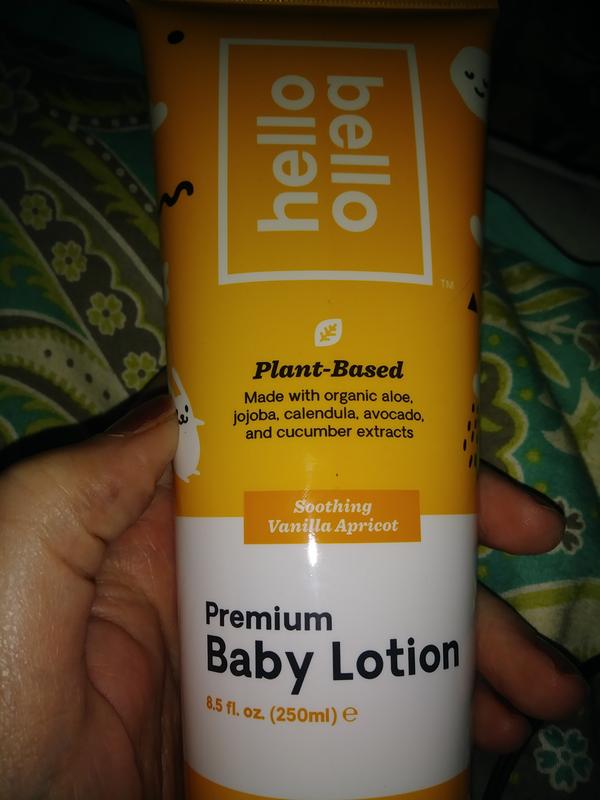 hello
bello
TM
Plant-Based
Made with organic aloe,
jojoba, calendula, avocado,
and cucumber extracts
Soothing
Vanilla Apricot
Premium
Baby Lotion
8.5 fl. oz. (250ml) ℮